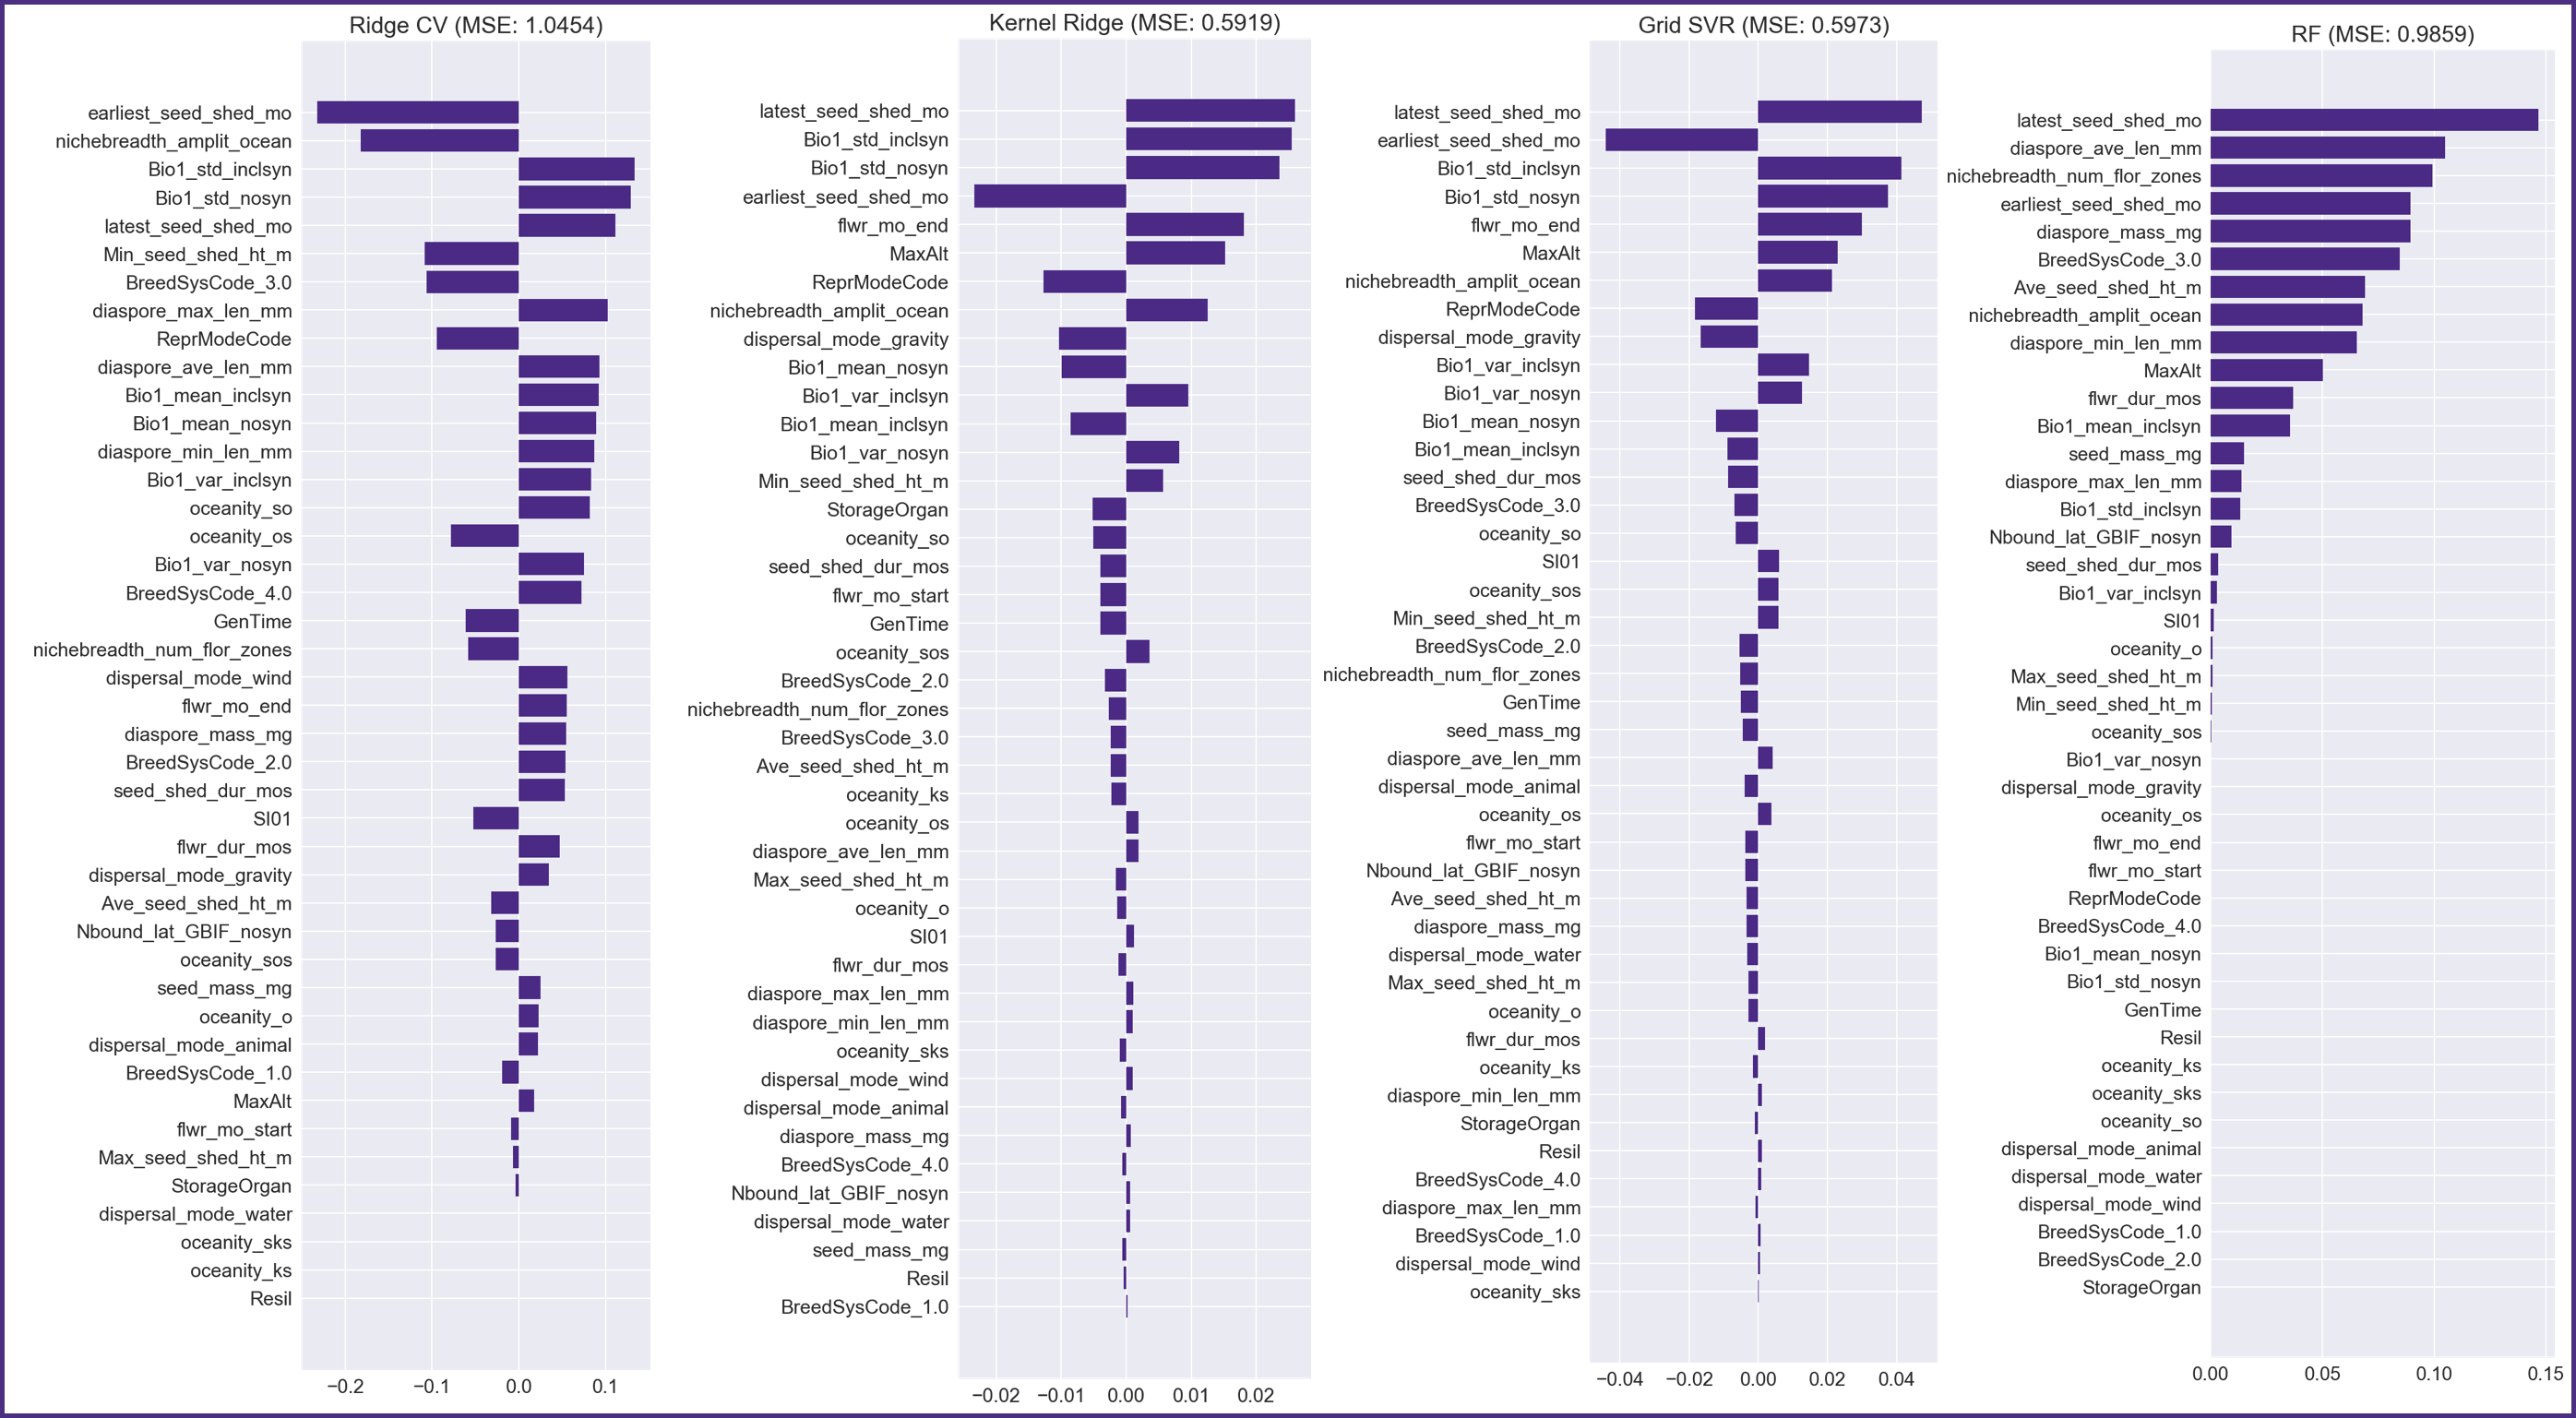 Ridge CV (MSE: 1.0454)
earliest_seed_shed_mo
nichebreadth_amplit_ocean
Bio1_std_inclsyn
Bio1_std_nosyn
latest_seed_shed_mo
Min_seed_shed_ht_m
BreedSysCode_3.0
diaspore_max_len_mm
ReprModeCode
diaspore_ave_len_mm
Bio1_mean_inclsyn
Bio1_mean_nosyn
diaspore_min_len_mm
Bio1_var_inclsyn
oceanity_so
oceanity_os
Bio1_var_nosyn
BreedSysCode_4.0
GenTime
nichebreadth_num_flor_zones
dispersal_mode_wind
flwr_mo_end
diaspore_mass_mg
BreedSysCode_2.0
seed_shed_dur_mos
SI01
flwr_dur_mos
dispersal_mode_gravity
Ave_seed_shed_ht_m
Nbound_lat_GBIF_nosyn
oceanity_sos
seed_mass_mg
oceanity_o
dispersal_mode_animal
BreedSysCode_1.0
MaxAlt
flwr_mo_start
Max_seed_shed_ht_m
StorageOrgan
dispersal_mode_water
oceanity_sks
oceanity_ks
Resil
−0.2 −0.1 0.0 0.1
Kernel Ridge (MSE: 0.5919)
latest_seed_shed_mo
Bio1_std_inclsyn
Bio1_std_nosyn
earliest_seed_shed_mo
flwr_mo_end
MaxAlt
ReprModeCode
nichebreadth_amplit_ocean
dispersal_mode_gravity
Bio1_mean_nosyn
Bio1_var_inclsyn
Bio1_mean_inclsyn
Bio1_var_nosyn
Min_seed_shed_ht_m
StorageOrgan
oceanity_so
seed_shed_dur_mos
flwr_mo_start
GenTime
oceanity_sos
BreedSysCode_2.0
nichebreadth_num_flor_zones
BreedSysCode_3.0
Ave_seed_shed_ht_m
oceanity_ks
oceanity_os
diaspore_ave_len_mm
Max_seed_shed_ht_m
oceanity_o
SI01
flwr_dur_mos
diaspore_max_len_mm
diaspore_min_len_mm
oceanity_sks
dispersal_mode_wind
dispersal_mode_animal
diaspore_mass_mg
BreedSysCode_4.0
Nbound_lat_GBIF_nosyn
dispersal_mode_water
seed_mass_mg
Resil
BreedSysCode_1.0
−0.02 −0.01 0.00 0.01 0.02
Grid SVR (MSE: 0.5973)
latest_seed_shed_mo
earliest_seed_shed_mo
Bio1_std_inclsyn
Bio1_std_nosyn
flwr_mo_end
MaxAlt
nichebreadth_amplit_ocean
ReprModeCode
dispersal_mode_gravity
Bio1_var_inclsyn
Bio1_var_nosyn
Bio1_mean_nosyn
Bio1_mean_inclsyn
seed_shed_dur_mos
BreedSysCode_3.0
oceanity_so
SI01
oceanity_sos
Min_seed_shed_ht_m
BreedSysCode_2.0
nichebreadth_num_flor_zones
GenTime
seed_mass_mg
diaspore_ave_len_mm
dispersal_mode_animal
oceanity_os
flwr_mo_start
Nbound_lat_GBIF_nosyn
Ave_seed_shed_ht_m
diaspore_mass_mg
dispersal_mode_water
Max_seed_shed_ht_m
oceanity_o
flwr_dur_mos
oceanity_ks
diaspore_min_len_mm
StorageOrgan
Resil
BreedSysCode_4.0
diaspore_max_len_mm
BreedSysCode_1.0
dispersal_mode_wind
oceanity_sks
−0.04 −0.02 0.00 0.02 0.04
RF (MSE: 0.9859)
latest_seed_shed_mo
diaspore_ave_len_mm
nichebreadth_num_flor_zones
earliest_seed_shed_mo
diaspore_mass_mg
BreedSysCode_3.0
Ave_seed_shed_ht_m
nichebreadth_amplit_ocean
diaspore_min_len_mm
MaxAlt
flwr_dur_mos
Bio1_mean_inclsyn
seed_mass_mg
diaspore_max_len_mm
Bio1_std_inclsyn
Nbound_lat_GBIF_nosyn
seed_shed_dur_mos
Bio1_var_inclsyn
SI01
oceanity_o
Max_seed_shed_ht_m
Min_seed_shed_ht_m
oceanity_sos
Bio1_var_nosyn
dispersal_mode_gravity
oceanity_os
flwr_mo_end
flwr_mo_start
ReprModeCode
BreedSysCode_4.0
Bio1_mean_nosyn
Bio1_std_nosyn
GenTime
Resil
oceanity_ks
oceanity_sks
oceanity_so
dispersal_mode_animal
dispersal_mode_water
dispersal_mode_wind
BreedSysCode_1.0
BreedSysCode_2.0
StorageOrgan
0.00 0.05 0.10 0.15